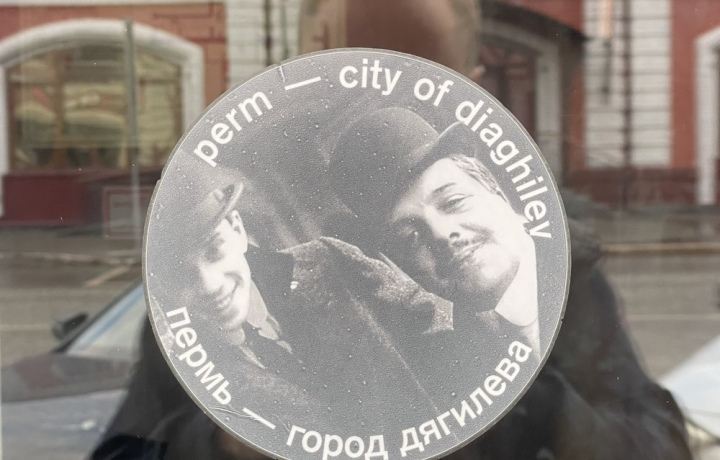 perm — city of diaghilev
пермь — город дягилева